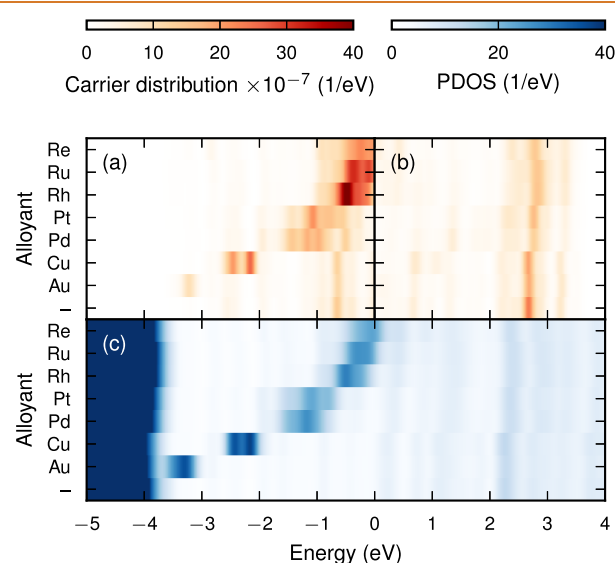 0 10 20 30 40 0 20 40
Carrier distribution ×10⁻⁷ (1/eV) PDOS (1/eV)
(a) (b)
Alloyant
Re
Ru
Rh
Pt
Pd
Cu
Au
–
(c)
Alloyant
Re
Ru
Rh
Pt
Pd
Cu
Au
–
−5 −4 −3 −2 −1 0 1 2 3 4
Energy (eV)